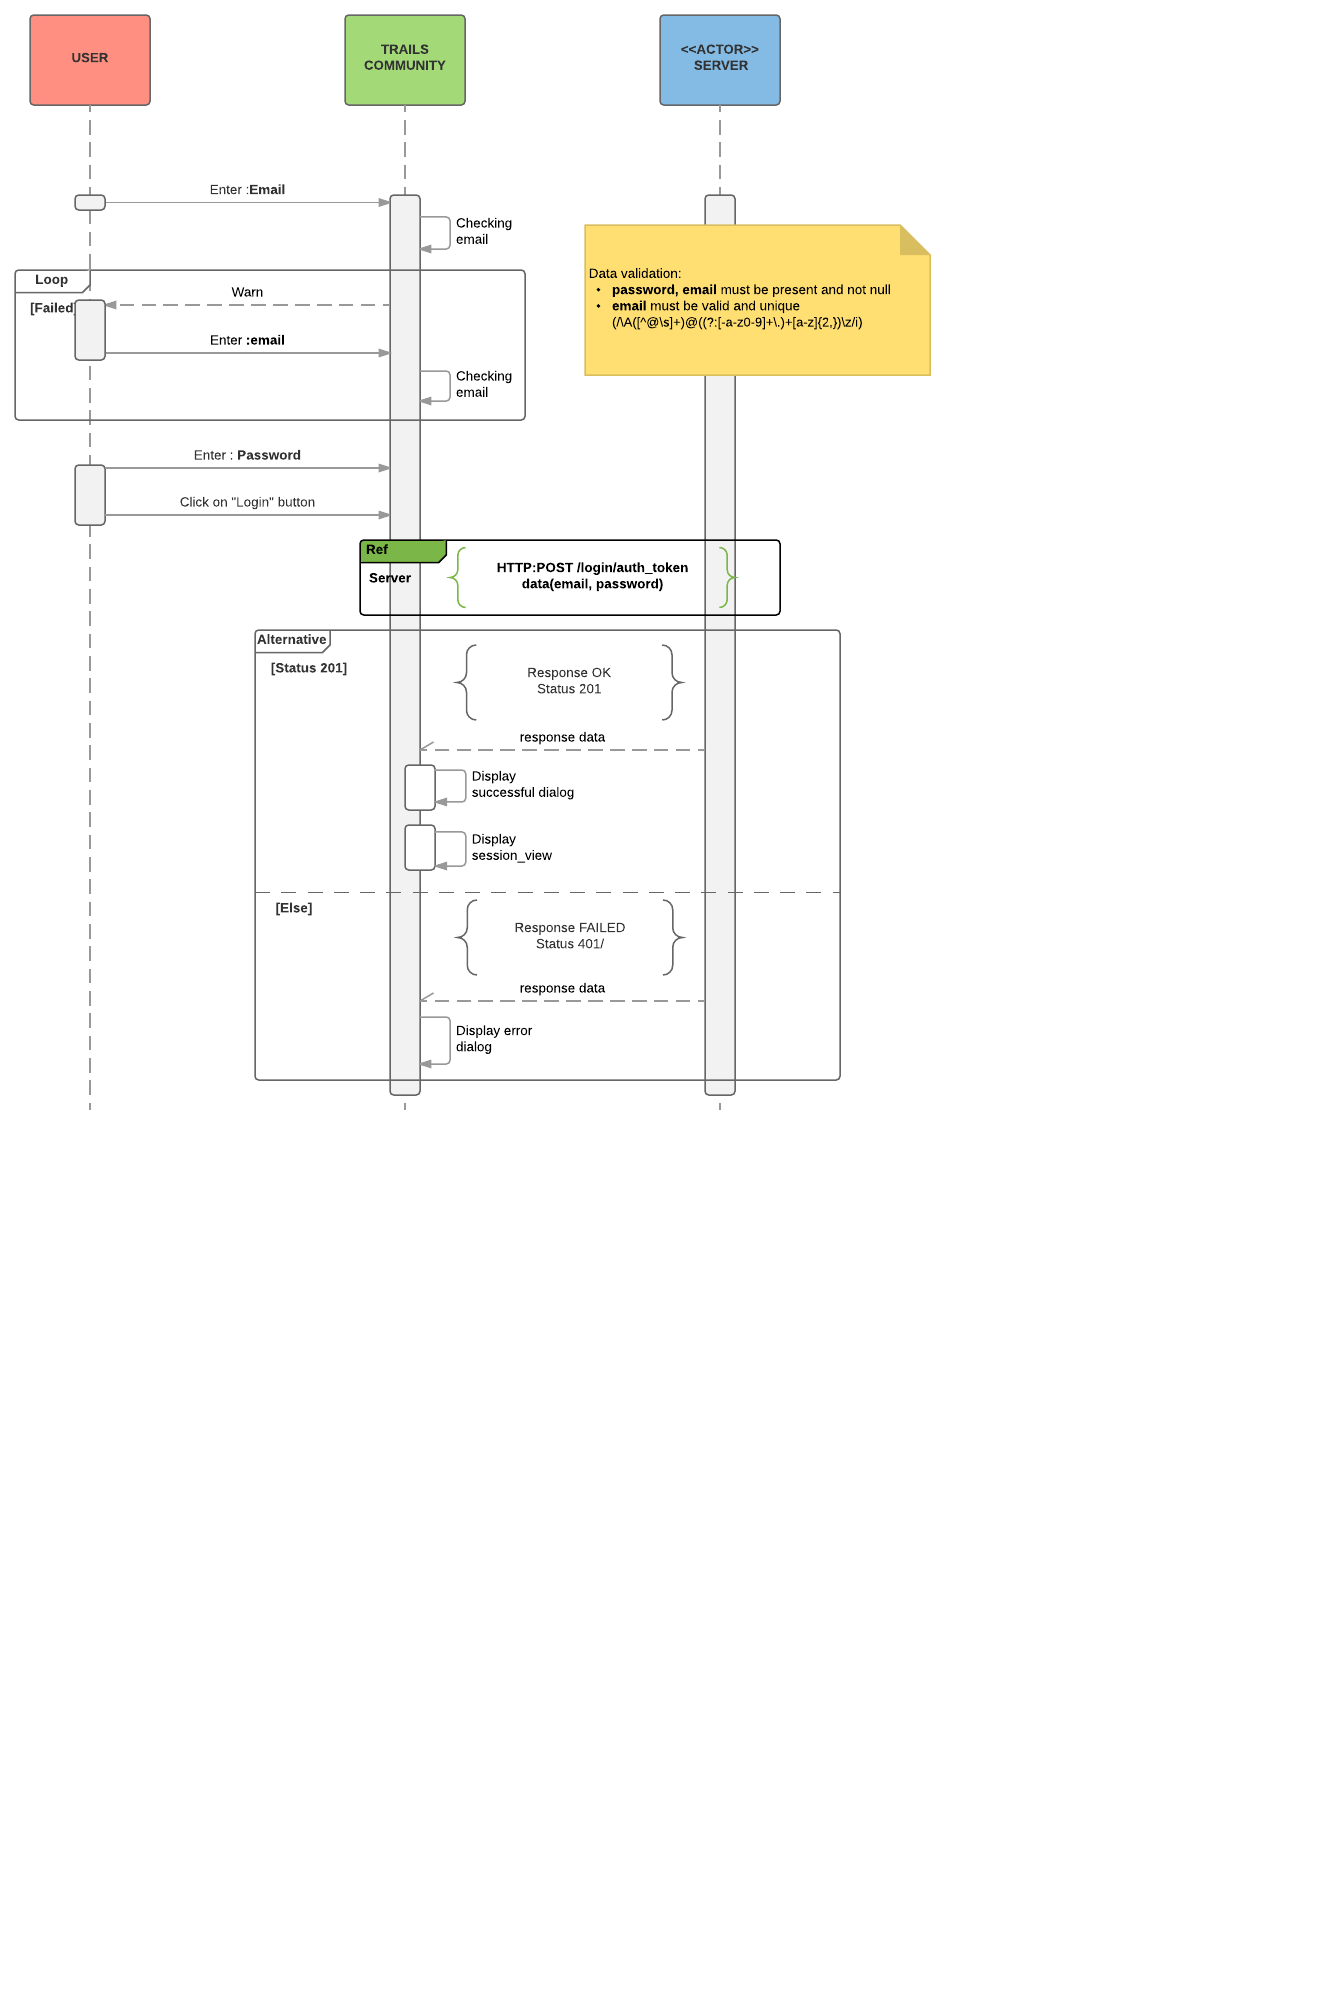 USER
TRAILS
COMMUNITY
<<ACTOR>>
SERVER
Enter :Email
Checking
email
Data validation:
• password, email must be present and not null
• email must be valid and unique
(/\A([^@\s]+)@((?:[-a-z0-9]+\.)+[a-z]{2,})\z/i)
Loop
[Failed]
Warn
Enter :email
Checking
email
Enter : Password
Click on "Login" button
Ref
Server
HTTP:POST /login/auth_token
data(email, password)
Alternative
[Status 201]
Response OK
Status 201
response data
Display
successful dialog
Display
session_view
[Else]
Response FAILED
Status 401/
response data
Display error
dialog